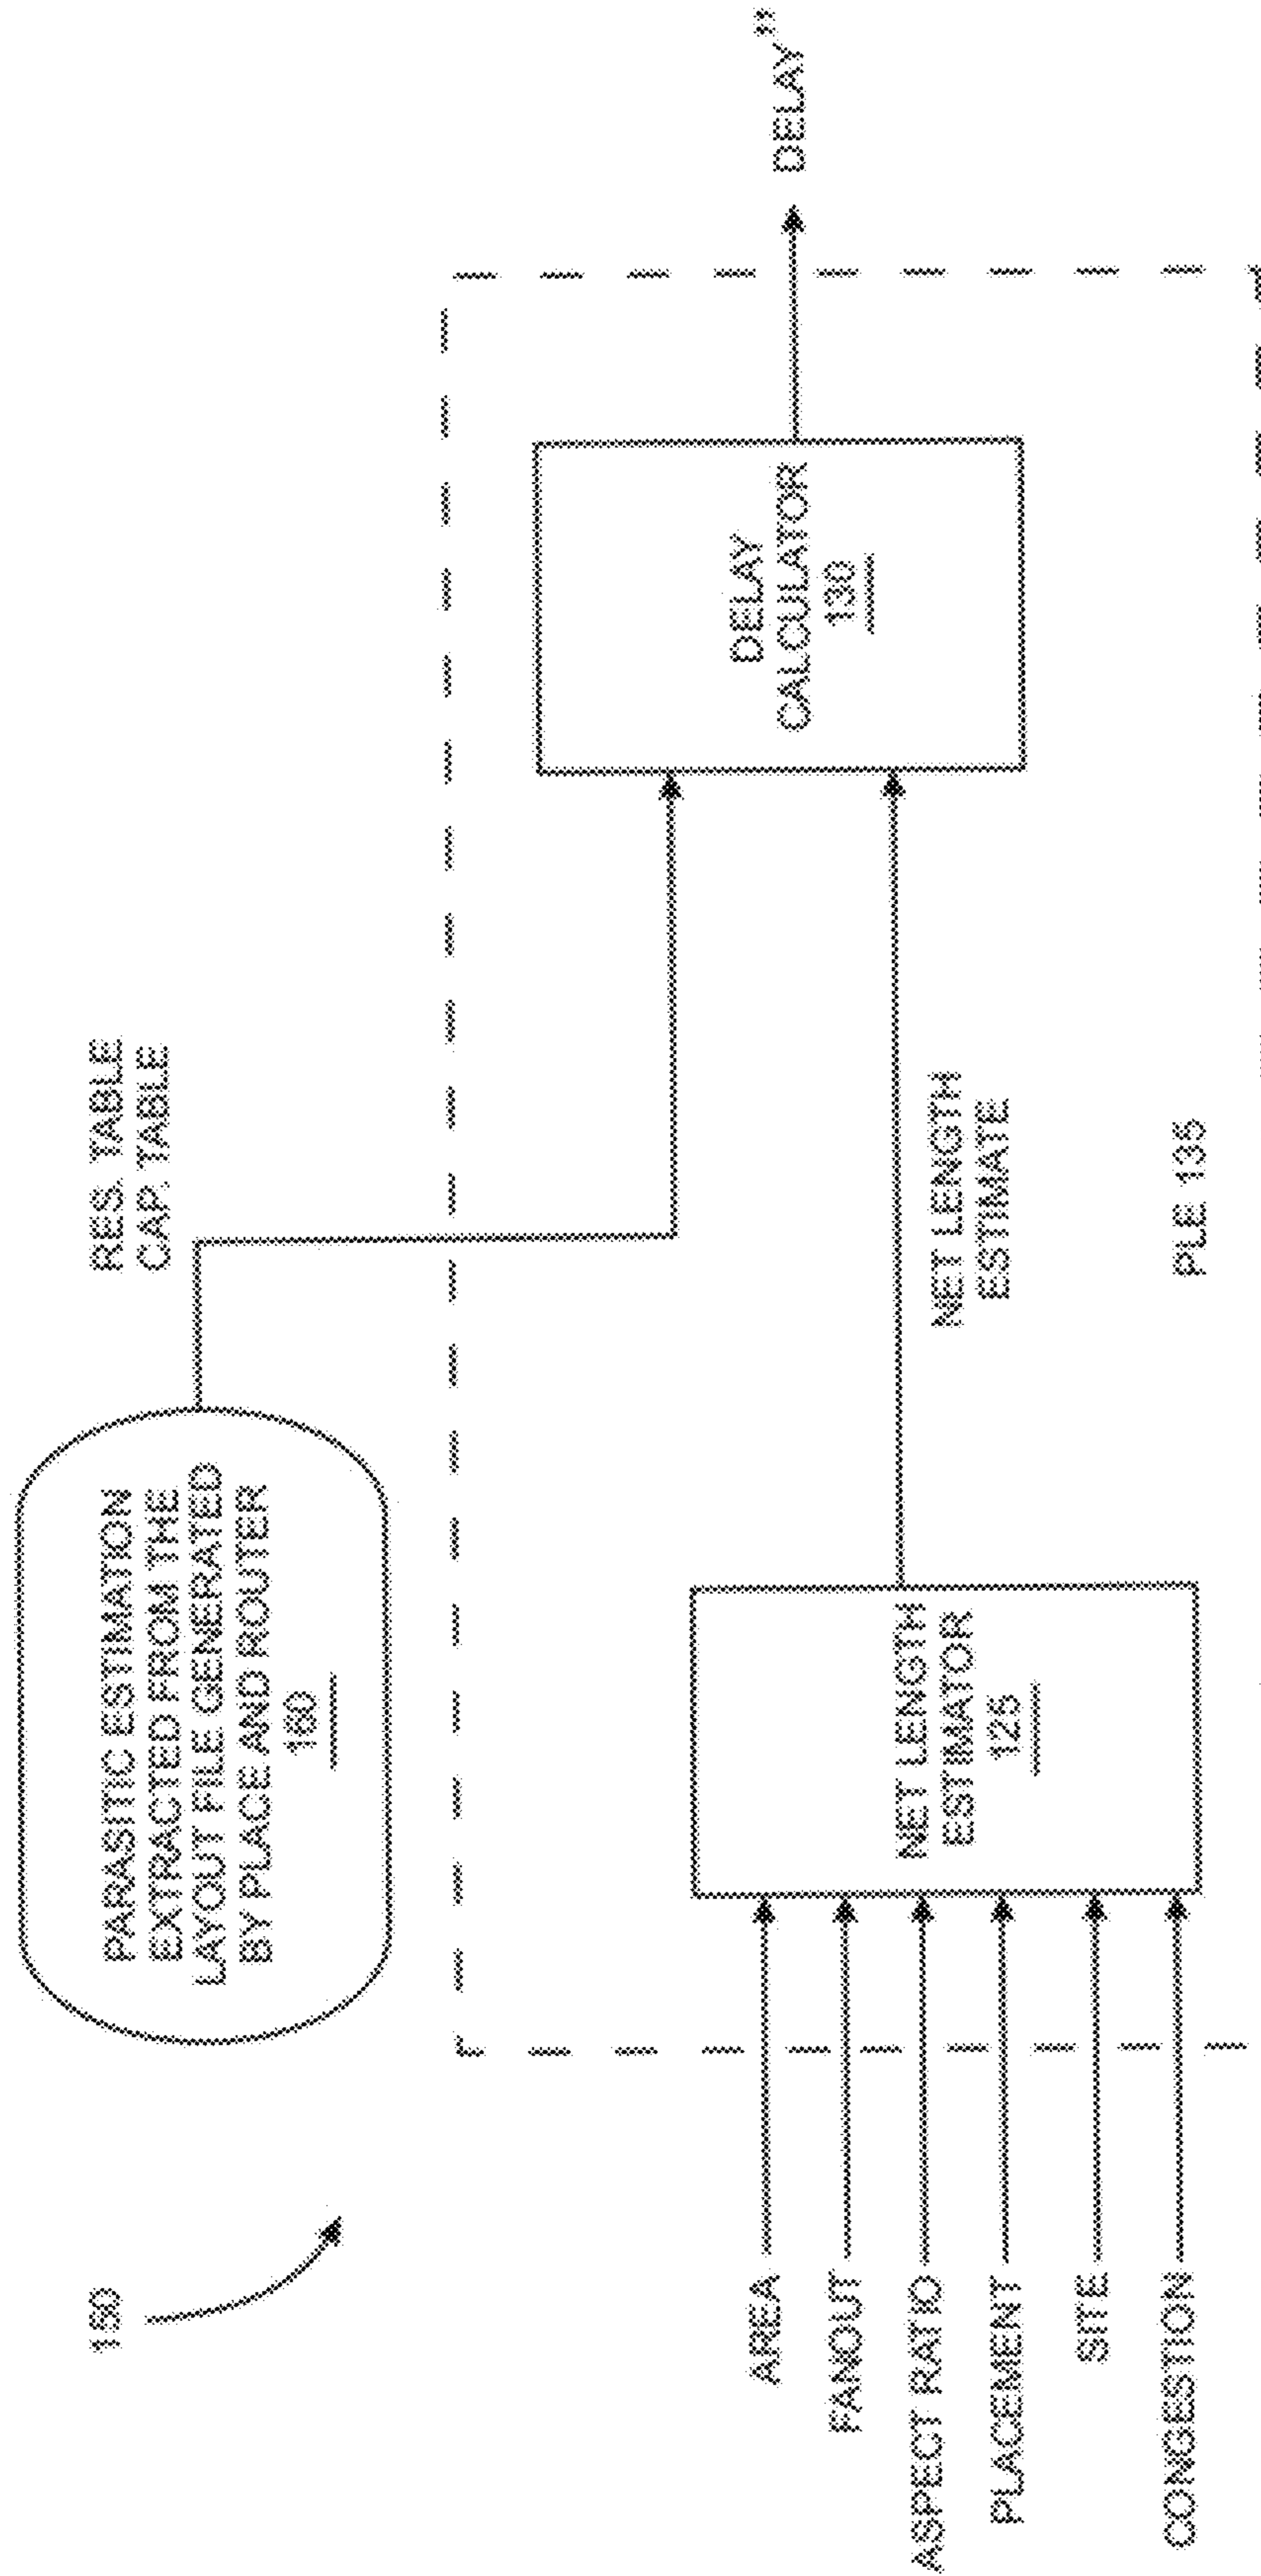 150
PARASITIC ESTIMATION
EXTRACTED FROM THE
LAYOUT FILE GENERATED
BY PLACE AND ROUTER
160
RES. TABLE
CAP. TABLE
AREA
FANOUT
ASPECT RATIO
PLACEMENT
SITE
CONGESTION
NET LENGTH
ESTIMATOR
125
NET LENGTH
ESTIMATE
DELAY
CALCULATOR
130
DELAY"
PLE 135